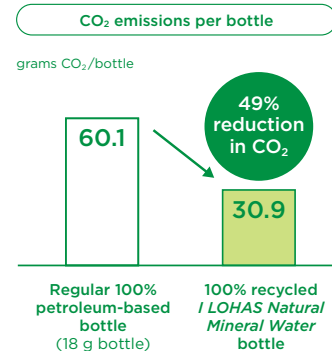 CO₂ emissions per bottle
grams CO₂/bottle
60.1
49%
reduction
in CO₂
30.9
Regular 100%
petroleum-based
bottle
(18 g bottle)
100% recycled
I LOHAS Natural
Mineral Water
bottle